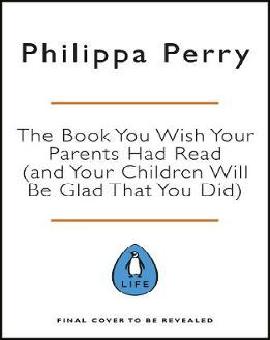 Philippa Perry
The Book You Wish Your
Parents Had Read
(and Your Children Will
Be Glad That You Did)
LIFE
FINAL COVER TO BE REVEALED